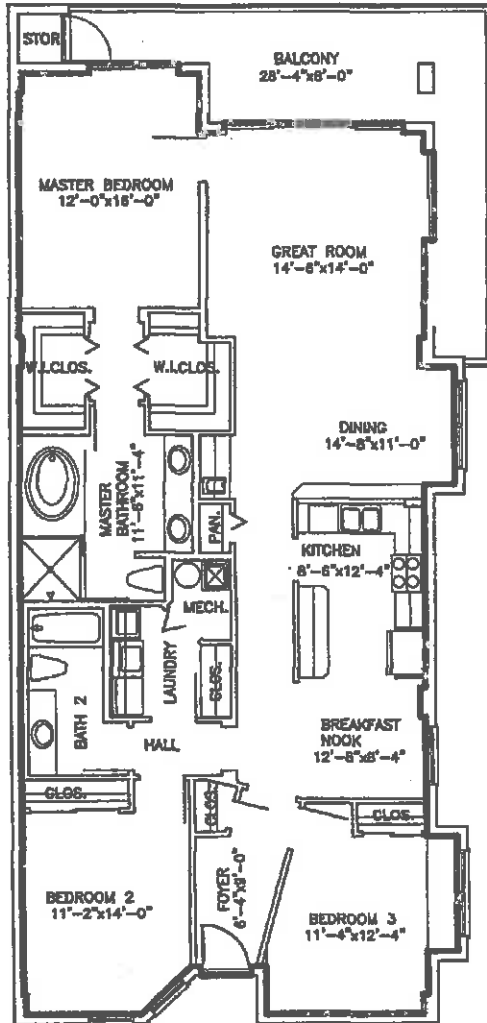 STOR
BALCONY
28'-4"x8'-0"
MASTER BEDROOM
12'-0"x16'-0"
GREAT ROOM
14'-6"x14'-0"
W.I.CLOS.
W.I.CLOS.
DINING
14'-8"x11'-0"
MASTER
BATHROOM
11'-6"x11'-4"
PAN.
KITCHEN
8'-6"x12'-4"
MECH.
LAUNDRY
CLOS.
BATH 2
HALL
BREAKFAST
NOOK
12'-8"x8'-4"
CLOS.
CLOS.
CLOS.
BEDROOM 2
11'-2"x14'-0"
FOYER
6'-4"x9'-0"
BEDROOM 3
11'-4"x12'-4"